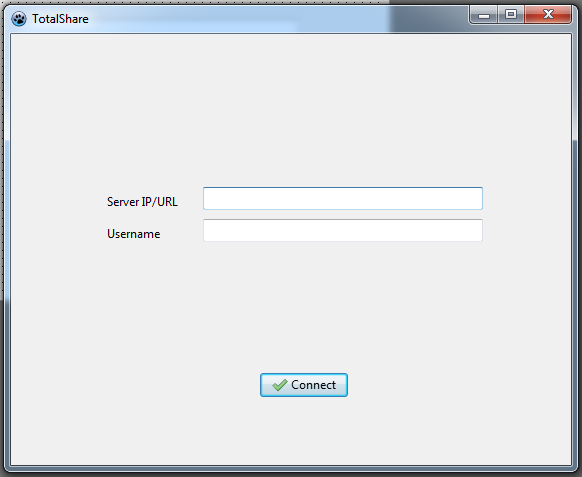 TotalShare
Server IP/URL
Username
Connect